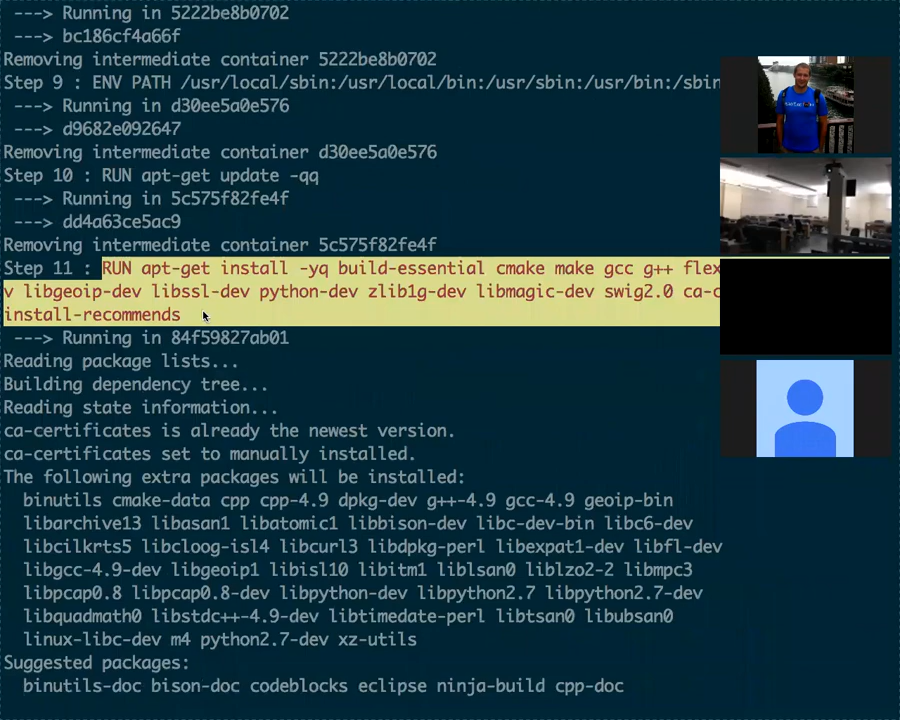 ---> Running in 5222be8b0702
---> bc186cf4a66f
Removing intermediate container 5222be8b0702
Step 9 : ENV PATH /usr/local/sbin:/usr/local/bin:/usr/sbin:/usr/bin:/sbin
---> Running in d30ee5a0e576
---> d9682e092647
Removing intermediate container d30ee5a0e576
Step 10 : RUN apt-get update -qq
---> Running in 5c575f82fe4f
---> dd4a63ce5ac9
Removing intermediate container 5c575f82fe4f
Step 11 : RUN apt-get install -yq build-essential cmake make gcc g++ flex
v libgeoip-dev libssl-dev python-dev zlib1g-dev libmagic-dev swig2.0 ca-c
install-recommends
---> Running in 84f59827ab01
Reading package lists...
Building dependency tree...
Reading state information...
ca-certificates is already the newest version.
ca-certificates set to manually installed.
The following extra packages will be installed:
binutils cmake-data cpp cpp-4.9 dpkg-dev g++-4.9 gcc-4.9 geoip-bin
libarchive13 libasan1 libatomic1 libbison-dev libc-dev-bin libc6-dev
libcilkrts5 libcloog-isl4 libcurl3 libdpkg-perl libexpat1-dev libfl-dev
libgcc-4.9-dev libgeoip1 libisl10 libitm1 liblsan0 liblzo2-2 libmpc3
libpcap0.8 libpcap0.8-dev libpython-dev libpython2.7 libpython2.7-dev
libquadmath0 libstdc++-4.9-dev libtimedate-perl libtsan0 libubsan0
linux-libc-dev m4 python2.7-dev xz-utils
Suggested packages:
binutils-doc bison-doc codeblocks eclipse ninja-build cpp-doc